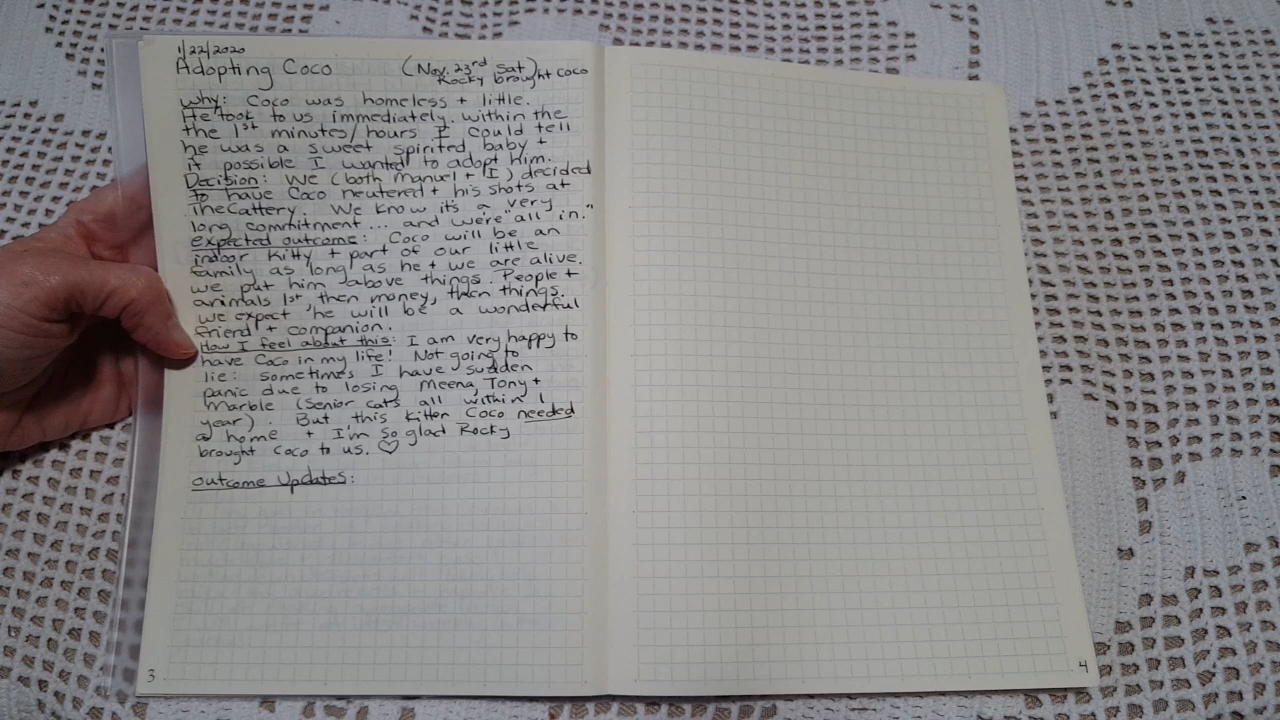 1/22/2020
Adopting Coco (Nov. 23rd Sat)
Rocky brought coco
why: Coco was homeless + little.
He took to us immediately. within the
the 1st minutes/hours I could tell
he was a sweet spirited baby +
if possible I wanted to adopt him.
Decision: We (both Manuel + I) decided
to have Coco neutered + his shots at
The Cattery. We know it's a very
long commitment... and we're "all in."
expected outcome: Coco will be an
indoor kitty + part of our little
family as long as he + we are alive.
we put him above things. People +
animals 1st, then money, then things.
we expect he will be a wonderful
friend + companion.
How I feel about this: I am very happy to
have Coco in my life! Not going to
lie: sometimes I have sudden
panic due to losing Meena, Tony +
Marble (Senior cats all within 1
year). But this kitten Coco needed
a home + I'm so glad Rocky
brought Coco to us. ♡
outcome Updates:
3
4